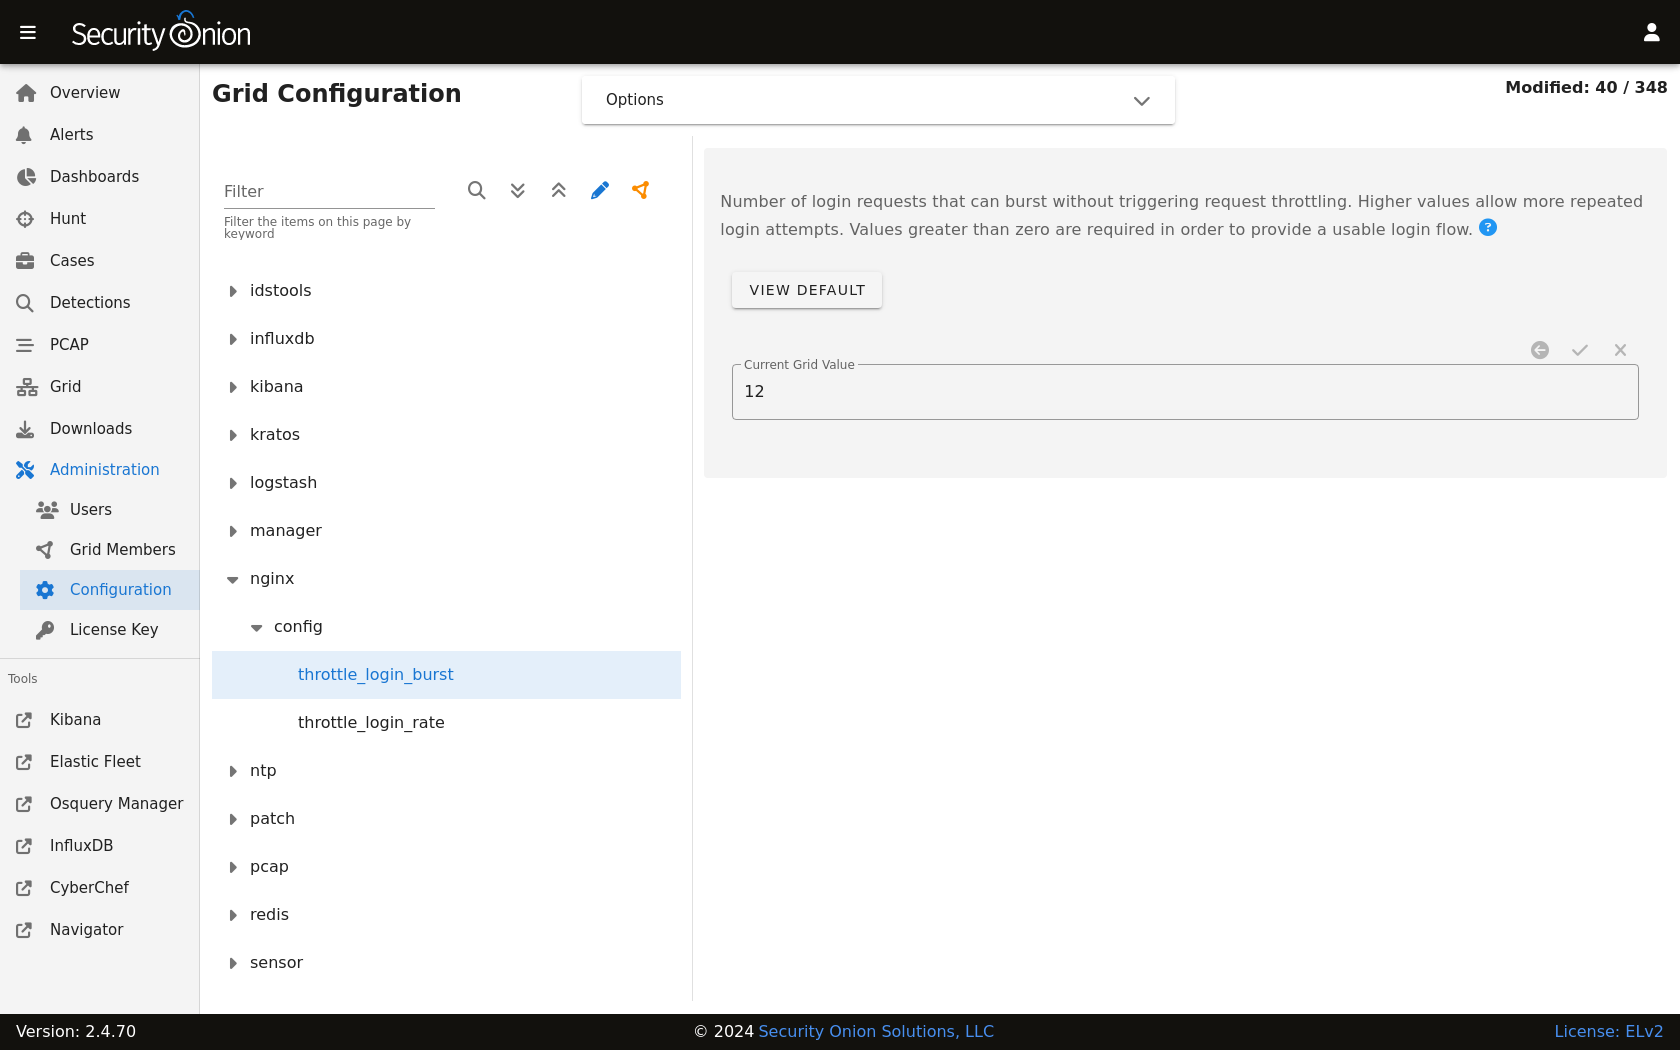 Security Onion
Overview
Alerts
Dashboards
Hunt
Cases
Detections
PCAP
Grid
Downloads
Administration
Users
Grid Members
Configuration
License Key
Tools
Kibana
Elastic Fleet
Osquery Manager
InfluxDB
CyberChef
Navigator
Grid Configuration
Options
Modified: 40 / 348
Filter
Filter the items on this page by
keyword
idstools
influxdb
kibana
kratos
logstash
manager
nginx
config
throttle_login_burst
throttle_login_rate
ntp
patch
pcap
redis
sensor
Number of login requests that can burst without triggering request throttling. Higher values allow more repeated
login attempts. Values greater than zero are required in order to provide a usable login flow. ?
VIEW DEFAULT
Current Grid Value
12
Version: 2.4.70
© 2024 Security Onion Solutions, LLC
License: ELv2